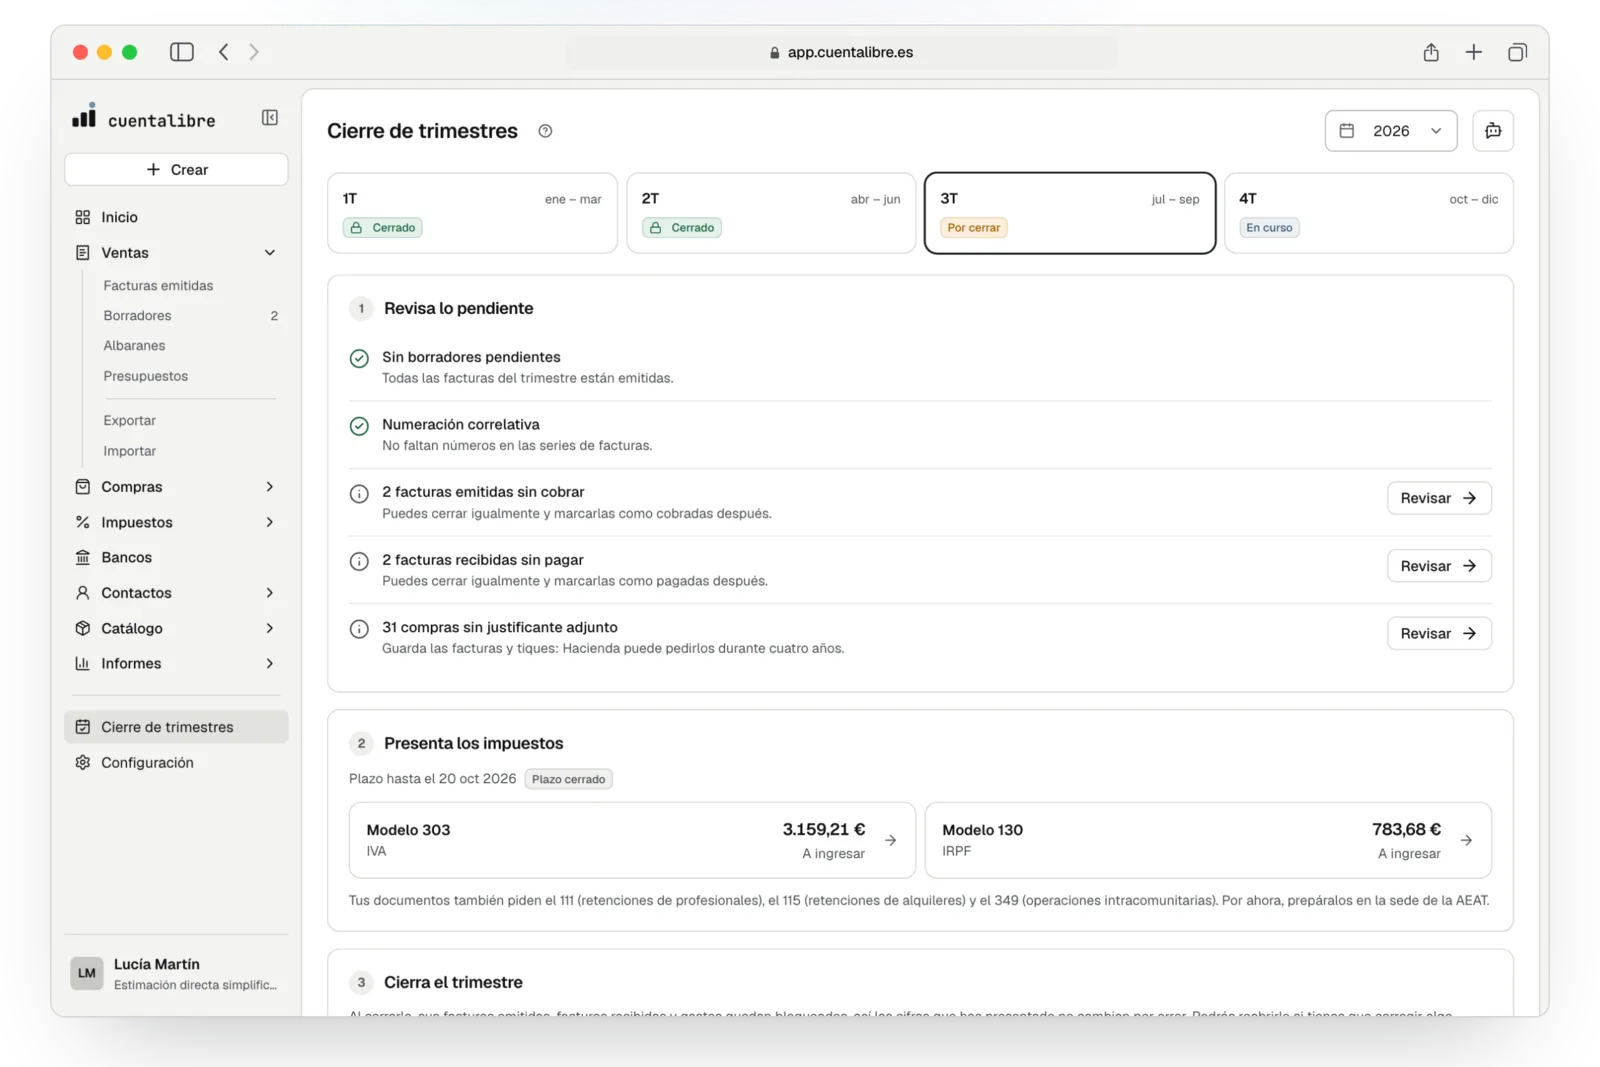 app.cuentalibre.es
cuentalibre
Crear
Inicio
Ventas
Facturas emitidas
Borradores 2
Albaranes
Presupuestos
Exportar
Importar
Compras
Impuestos
Bancos
Contactos
Catálogo
Informes
Cierre de trimestres
Configuración
LM
Lucía Martín
Estimación directa simplific...
Cierre de trimestres
2026
1T ene – mar
Cerrado
2T abr – jun
Cerrado
3T jul – sep
Por cerrar
4T oct – dic
En curso
1 Revisa lo pendiente
Sin borradores pendientes
Todas las facturas del trimestre están emitidas.
Numeración correlativa
No faltan números en las series de facturas.
2 facturas emitidas sin cobrar
Puedes cerrar igualmente y marcarlas como cobradas después.
Revisar
2 facturas recibidas sin pagar
Puedes cerrar igualmente y marcarlas como pagadas después.
Revisar
31 compras sin justificante adjunto
Guarda las facturas y tiques: Hacienda puede pedirlos durante cuatro años.
Revisar
2 Presenta los impuestos
Plazo hasta el 20 oct 2026 Plazo cerrado
Modelo 303 3.159,21 €
IVA A ingresar
Modelo 130 783,68 €
IRPF A ingresar
Tus documentos también piden el 111 (retenciones de profesionales), el 115 (retenciones de alquileres) y el 349 (operaciones intracomunitarias). Por ahora, prepáralos en la sede de la AEAT.
3 Cierra el trimestre